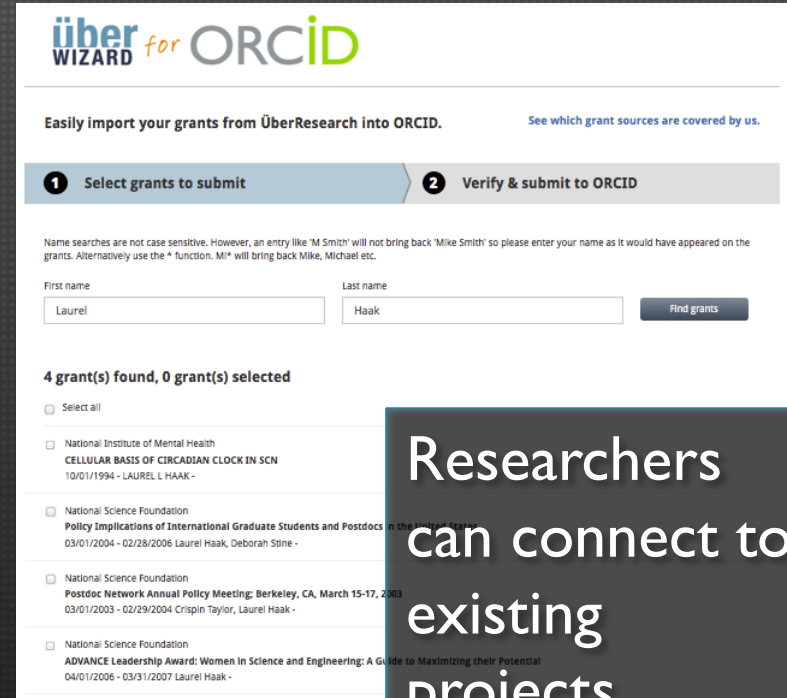 über
WIZARD for ORCiD
Easily import your grants from ÜberResearch into ORCID.
See which grant sources are covered by us.
1 Select grants to submit
2 Verify & submit to ORCID
Name searches are not case sensitive. However, an entry like 'M Smith' will not bring back 'Mike Smith' so please enter your name as it would have appeared on the
grants. Alternatively use the * function. Mi* will bring back Mike, Michael etc.
First name
Last name
Laurel
Haak
Find grants
4 grant(s) found, 0 grant(s) selected
Select all
National Institute of Mental Health
CELLULAR BASIS OF CIRCADIAN CLOCK IN SCN
10/01/1994 - LAUREL L HAAK -
National Science Foundation
Policy Implications of International Graduate Students and Postdocs in the United States
03/01/2004 - 02/28/2006 Laurel Haak, Deborah Stine -
National Science Foundation
Postdoc Network Annual Policy Meeting; Berkeley, CA, March 15-17, 2003
03/01/2003 - 02/29/2004 Crispin Taylor, Laurel Haak -
National Science Foundation
ADVANCE Leadership Award: Women in Science and Engineering: A Guide to Maximizing their Potential
04/01/2006 - 03/31/2007 Laurel Haak -
Researchers
can connect to
existing
projects